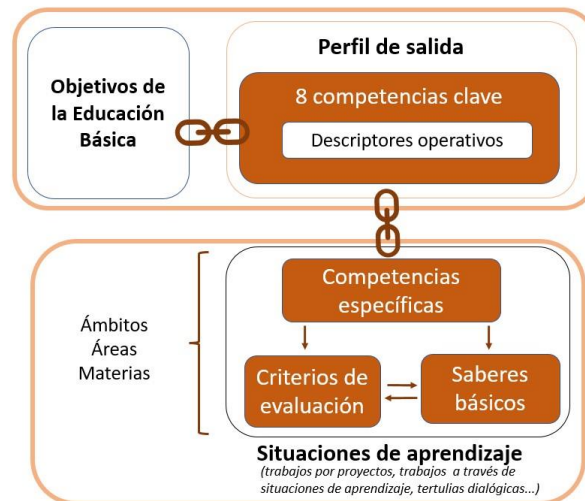 Objetivos de
la Educación
Básica
Perfil de salida
8 competencias clave
Descriptores operativos
Ámbitos
Áreas
Materias
Competencias
específicas
Criterios de
evaluación
Saberes
básicos
Situaciones de aprendizaje
(trabajos por proyectos, trabajos a través de
situaciones de aprendizaje, tertulias dialógicas...)